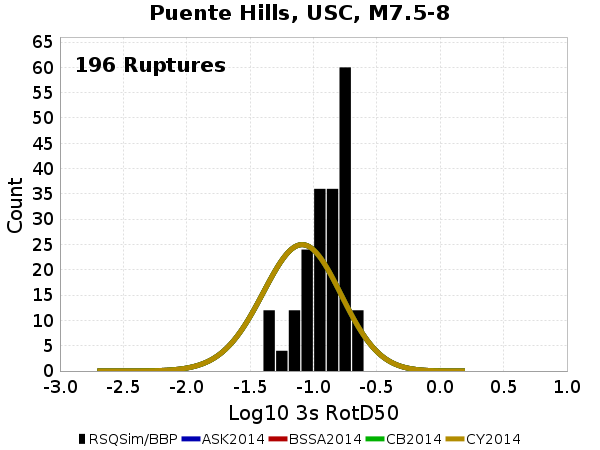 Puente Hills, USC, M7.5-8
196 Ruptures
Count
65
60
55
50
45
40
35
30
25
20
15
10
5
0
-3.0 -2.5 -2.0 -1.5 -1.0 -0.5 0.0 0.5 1.0
Log10 3s RotD50
RSQSim/BBP ASK2014 BSSA2014 CB2014 CY2014